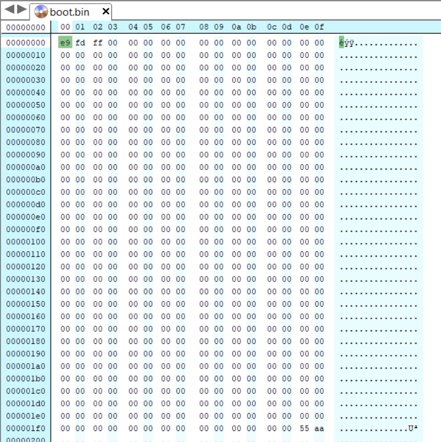 boot.bin
00000000 00 01 02 03 04 05 06 07 08 09 0a 0b 0c 0d 0e 0f
00000000 e9 fd ff 00 00 00 00 00 00 00 00 00 00 00 00 00 éýÿ.............
00000010 00 00 00 00 00 00 00 00 00 00 00 00 00 00 00 00 ................
00000020 00 00 00 00 00 00 00 00 00 00 00 00 00 00 00 00 ................
00000030 00 00 00 00 00 00 00 00 00 00 00 00 00 00 00 00 ................
00000040 00 00 00 00 00 00 00 00 00 00 00 00 00 00 00 00 ................
00000050 00 00 00 00 00 00 00 00 00 00 00 00 00 00 00 00 ................
00000060 00 00 00 00 00 00 00 00 00 00 00 00 00 00 00 00 ................
00000070 00 00 00 00 00 00 00 00 00 00 00 00 00 00 00 00 ................
00000080 00 00 00 00 00 00 00 00 00 00 00 00 00 00 00 00 ................
00000090 00 00 00 00 00 00 00 00 00 00 00 00 00 00 00 00 ................
000000a0 00 00 00 00 00 00 00 00 00 00 00 00 00 00 00 00 ................
000000b0 00 00 00 00 00 00 00 00 00 00 00 00 00 00 00 00 ................
000000c0 00 00 00 00 00 00 00 00 00 00 00 00 00 00 00 00 ................
000000d0 00 00 00 00 00 00 00 00 00 00 00 00 00 00 00 00 ................
000000e0 00 00 00 00 00 00 00 00 00 00 00 00 00 00 00 00 ................
000000f0 00 00 00 00 00 00 00 00 00 00 00 00 00 00 00 00 ................
00000100 00 00 00 00 00 00 00 00 00 00 00 00 00 00 00 00 ................
00000110 00 00 00 00 00 00 00 00 00 00 00 00 00 00 00 00 ................
00000120 00 00 00 00 00 00 00 00 00 00 00 00 00 00 00 00 ................
00000130 00 00 00 00 00 00 00 00 00 00 00 00 00 00 00 00 ................
00000140 00 00 00 00 00 00 00 00 00 00 00 00 00 00 00 00 ................
00000150 00 00 00 00 00 00 00 00 00 00 00 00 00 00 00 00 ................
00000160 00 00 00 00 00 00 00 00 00 00 00 00 00 00 00 00 ................
00000170 00 00 00 00 00 00 00 00 00 00 00 00 00 00 00 00 ................
00000180 00 00 00 00 00 00 00 00 00 00 00 00 00 00 00 00 ................
00000190 00 00 00 00 00 00 00 00 00 00 00 00 00 00 00 00 ................
000001a0 00 00 00 00 00 00 00 00 00 00 00 00 00 00 00 00 ................
000001b0 00 00 00 00 00 00 00 00 00 00 00 00 00 00 00 00 ................
000001c0 00 00 00 00 00 00 00 00 00 00 00 00 00 00 00 00 ................
000001d0 00 00 00 00 00 00 00 00 00 00 00 00 00 00 00 00 ................
000001e0 00 00 00 00 00 00 00 00 00 00 00 00 00 00 00 00 ................
000001f0 00 00 00 00 00 00 00 00 00 00 00 00 00 00 55 aa ..............Uª
00000200